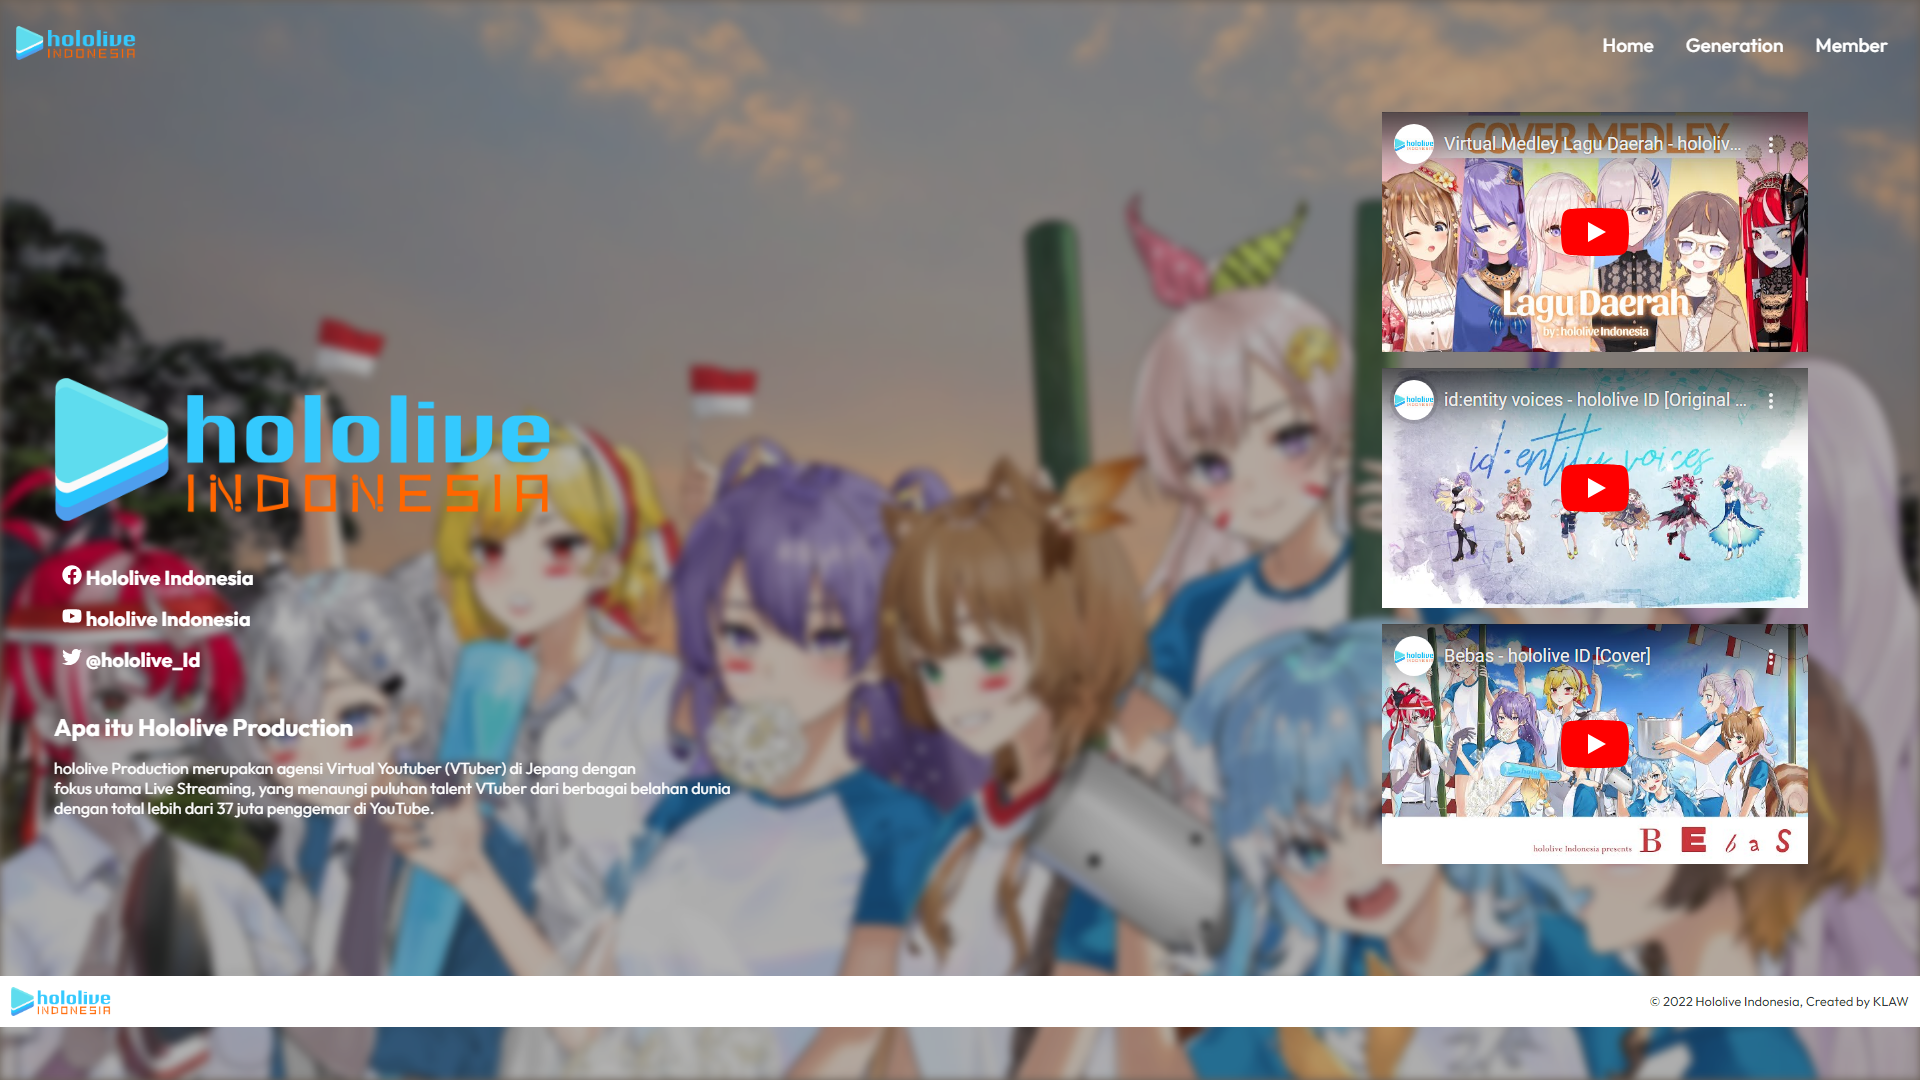 hololive
INDONESIA
Home
Generation
Member
hololive
INDONESIA
Hololive Indonesia
hololive Indonesia
@hololive_Id
Apa itu Hololive Production
hololive Production merupakan agensi Virtual Youtuber (VTuber) di Jepang dengan
fokus utama Live Streaming, yang menaungi puluhan talent VTuber dari berbagai belahan dunia
dengan total lebih dari 37 juta penggemar di YouTube.
COVER MEDLEY
hololive
Virtual Medley Lagu Daerah - hololiv...
Lagu Daerah
by : hololive Indonesia
hololive
id:entity voices - hololive ID [Original ...
id:entity voices
hololive
Bebas - hololive ID [Cover]
hololive Indonesia presents
BEbaS
hololive
INDONESIA
© 2022 Hololive Indonesia, Created by KLAW